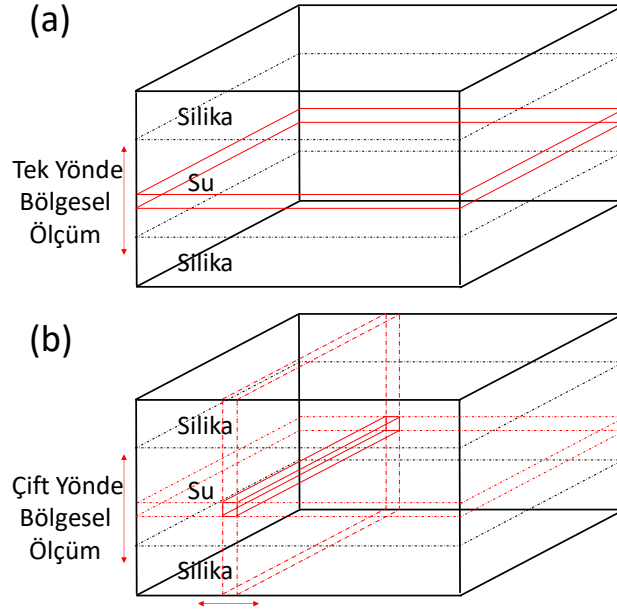 (a)
Silika
Tek Yönde
Bölgesel
Ölçüm
Su
Silika
(b)
Silika
Çift Yönde
Bölgesel
Ölçüm
Su
Silika